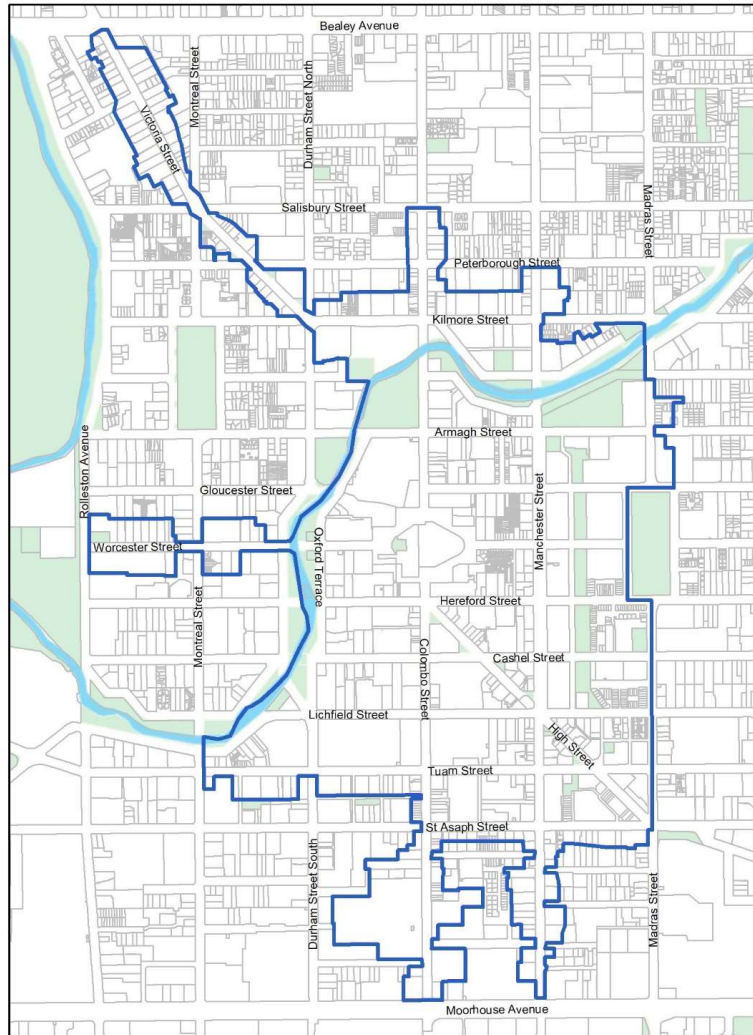 Bealey Avenue
Montreal Street
Durham Street North
Victoria Street
Salisbury Street
Madras Street
Peterborough Street
Kilmore Street
Armagh Street
Rolleston Avenue
Gloucester Street
Manchester Street
Worcester Street
Oxford Terrace
Hereford Street
Montreal Street
Colombo Street
Cashel Street
Lichfield Street
High Street
Tuam Street
St Asaph Street
Durham Street South
Madras Street
Moorhouse Avenue